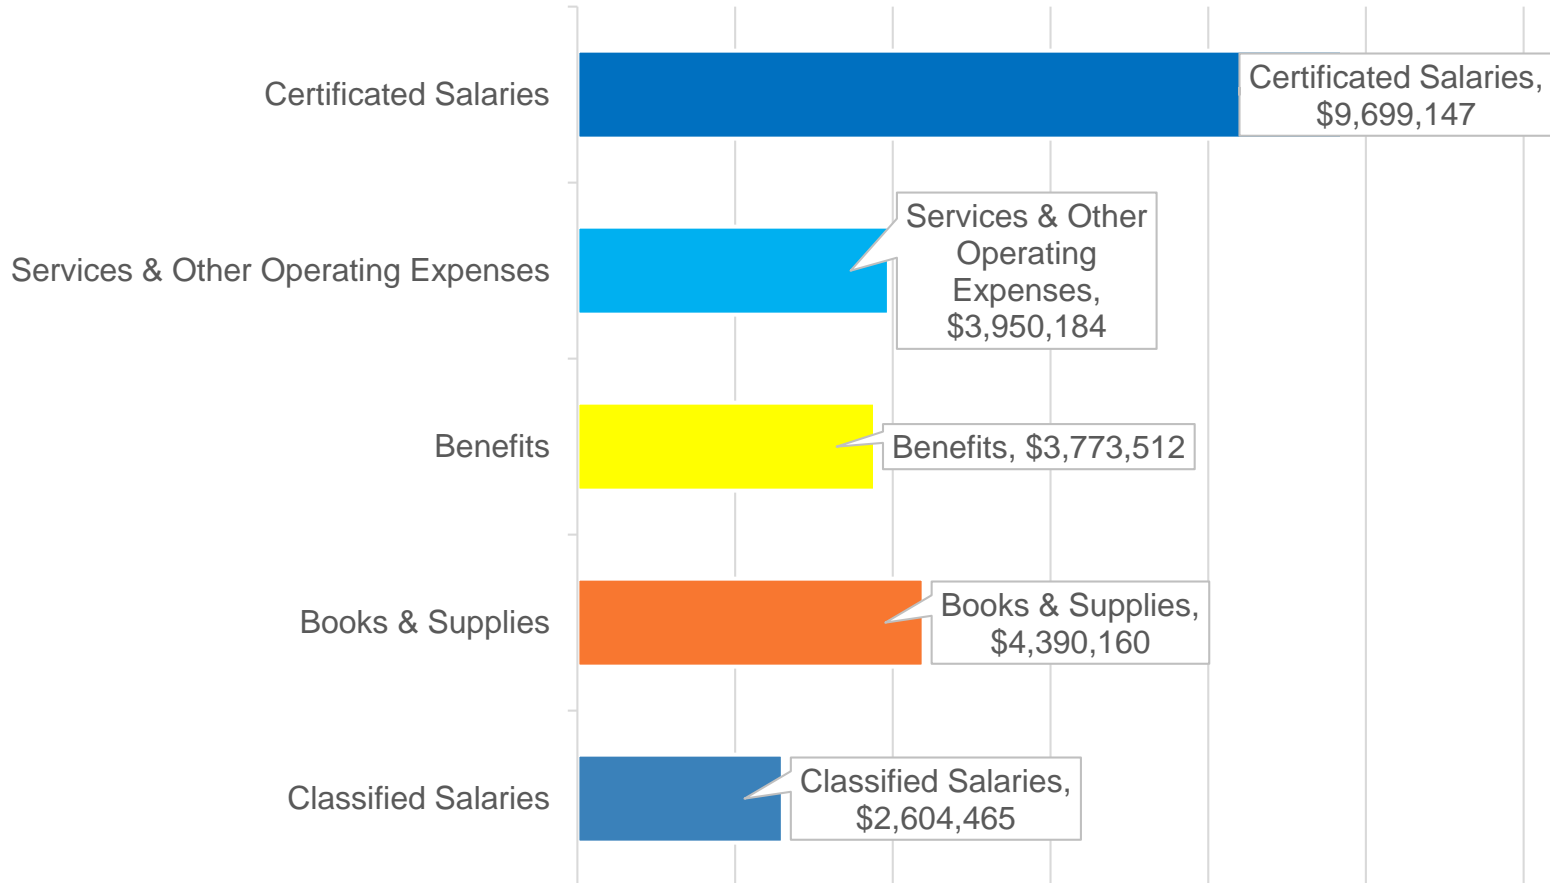 Certificated Salaries
Certificated Salaries,
$9,699,147
Services & Other Operating Expenses
Services & Other
Operating
Expenses,
$3,950,184
Benefits
Benefits, $3,773,512
Books & Supplies
Books & Supplies,
$4,390,160
Classified Salaries
Classified Salaries,
$2,604,465